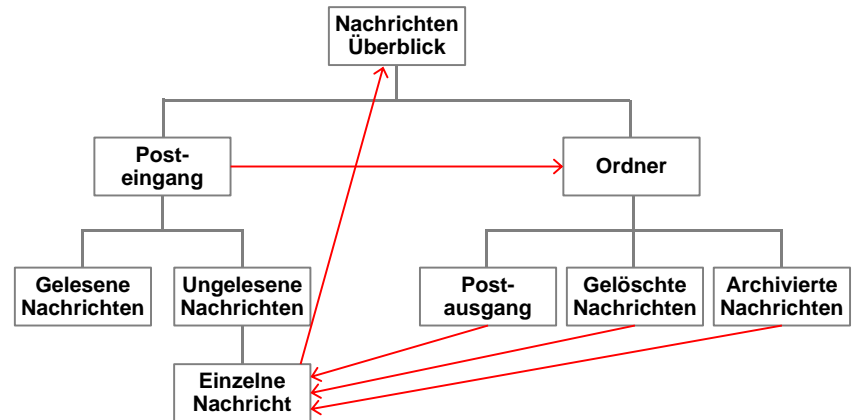 Nachrichten
Überblick
Post-
eingang
Ordner
Gelesene
Nachrichten
Ungelesene
Nachrichten
Post-
ausgang
Gelöschte
Nachrichten
Archivierte
Nachrichten
Einzelne
Nachricht